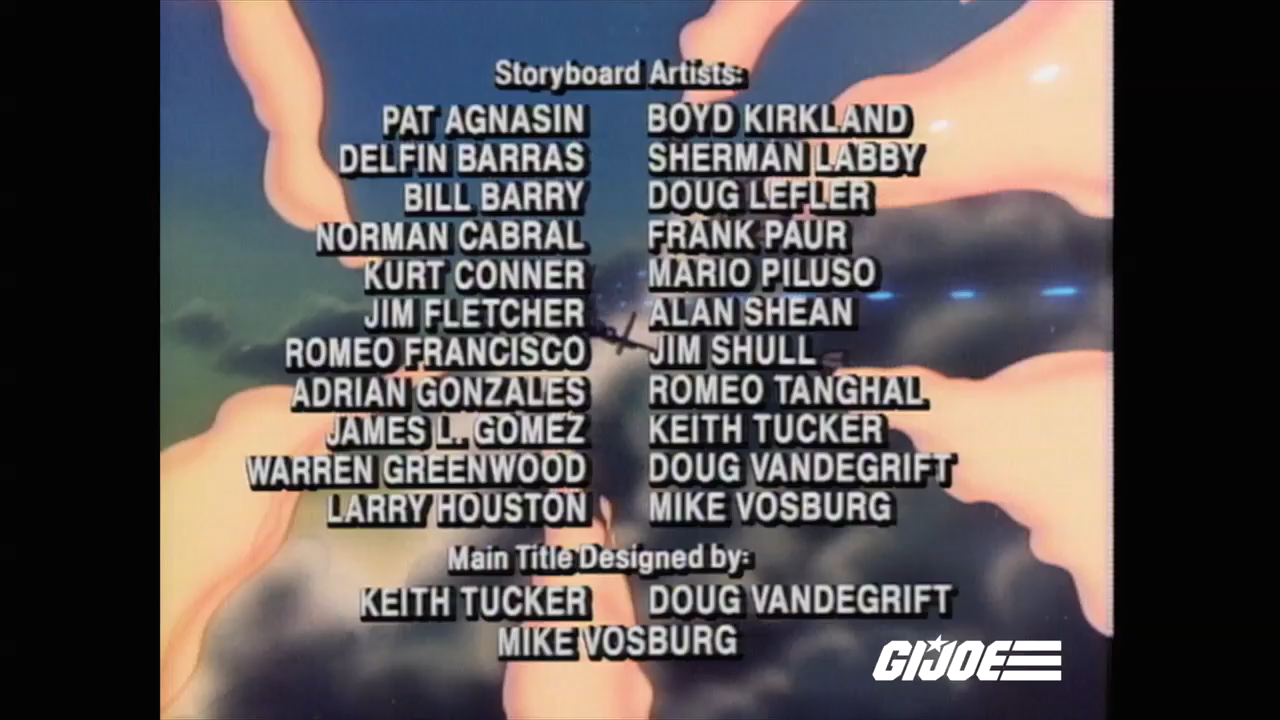 Storyboard Artists:
PAT AGNASIN BOYD KIRKLAND
DELFIN BARRAS SHERMAN LABBY
BILL BARRY DOUG LEFLER
NORMAN CABRAL FRANK PAUR
KURT CONNER MARIO PILUSO
JIM FLETCHER ALAN SHEAN
ROMEO FRANCISCO JIM SHULL
ADRIAN GONZALES ROMEO TANGHAL
JAMES L. GOMEZ KEITH TUCKER
WARREN GREENWOOD DOUG VANDEGRIFT
LARRY HOUSTON MIKE VOSBURG
Main Title Designed by:
KEITH TUCKER DOUG VANDEGRIFT
MIKE VOSBURG
GIJOE